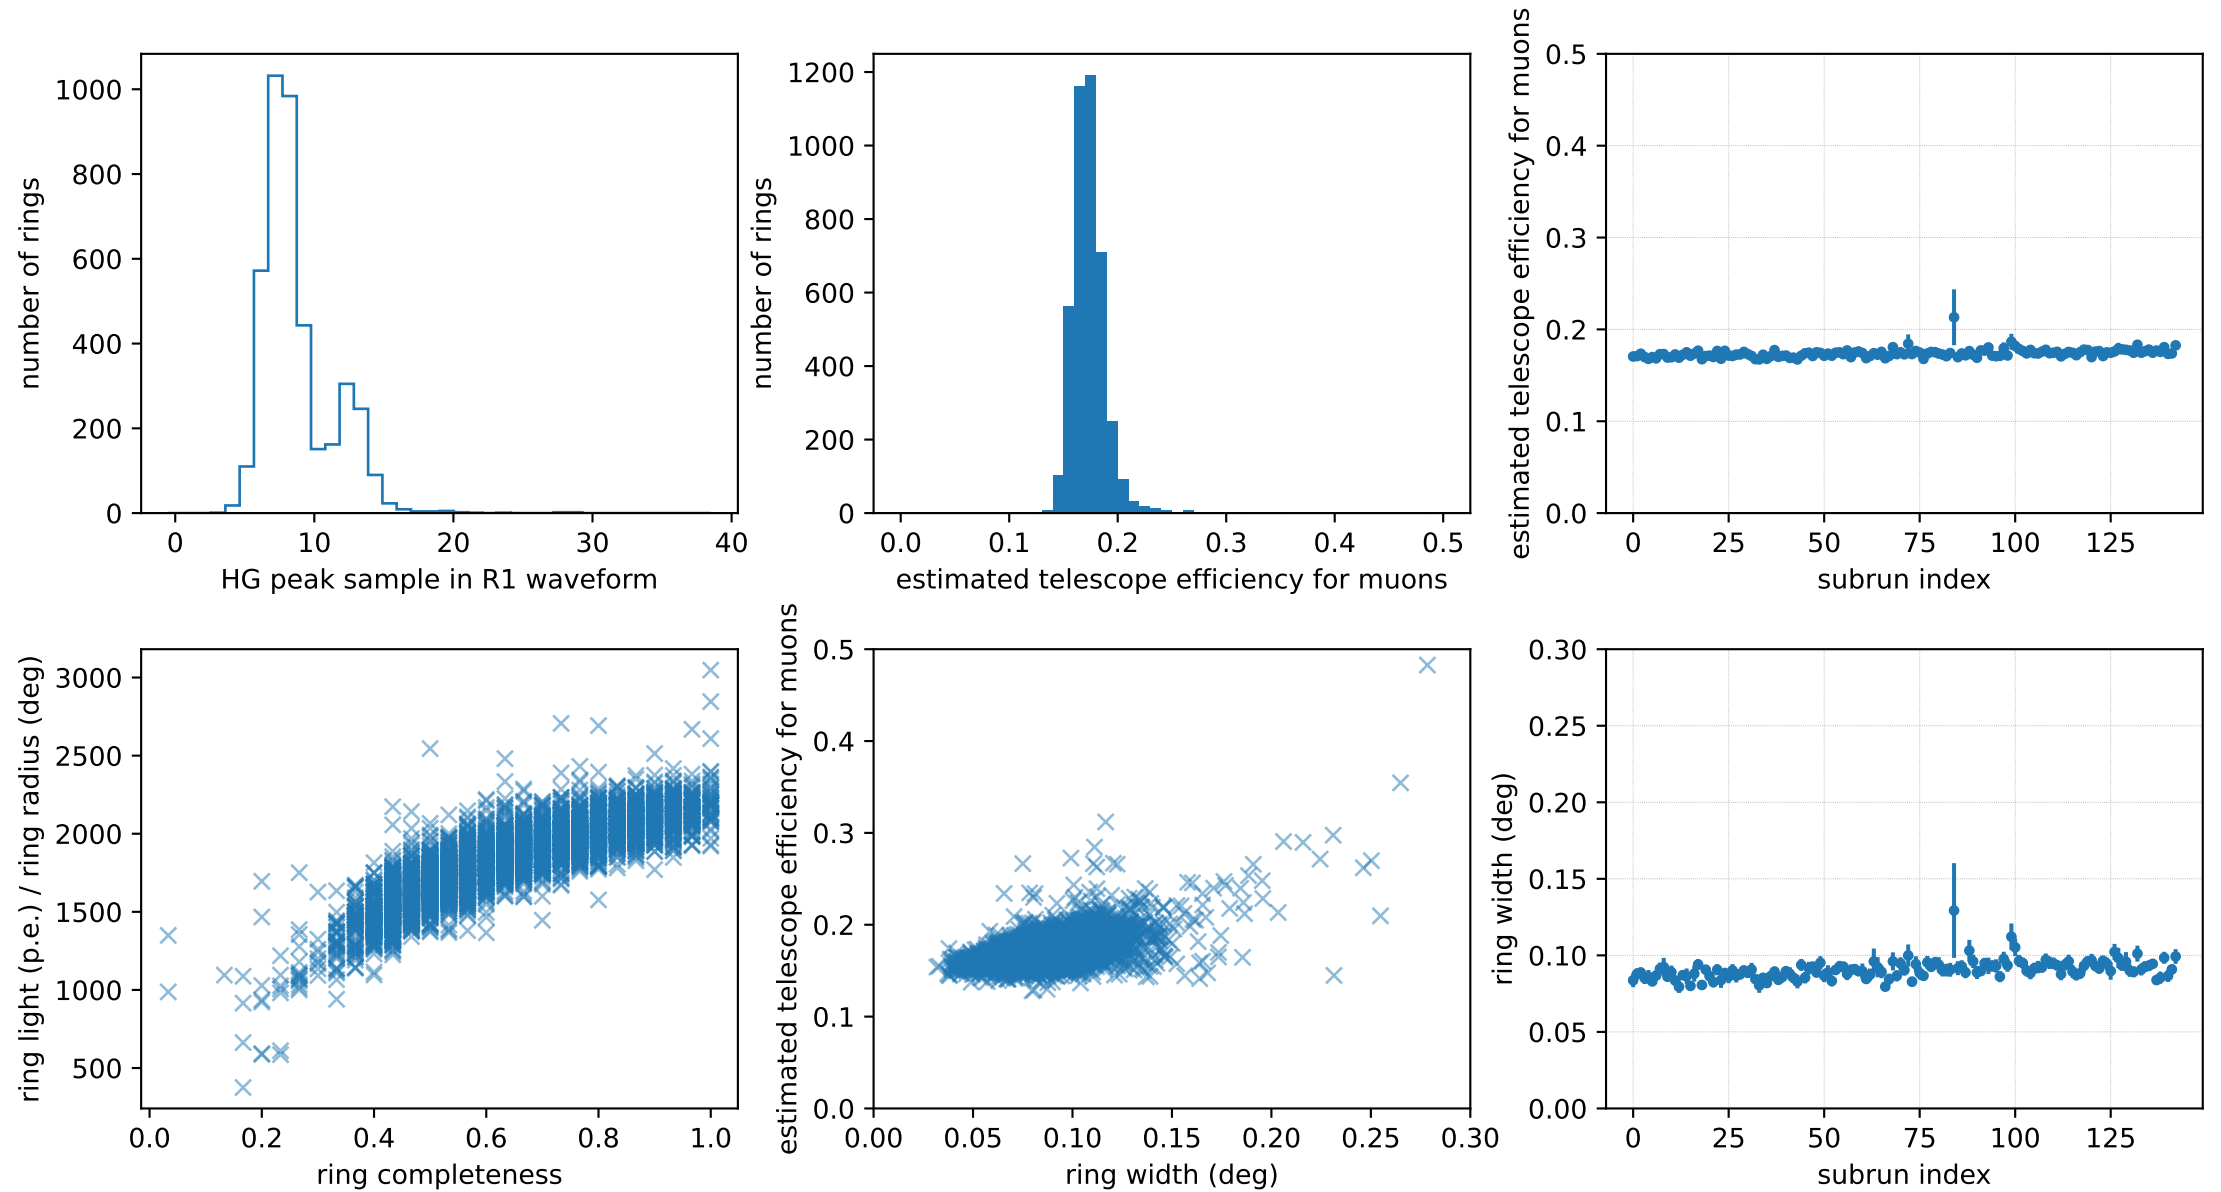 1000
800
600
400
200
0
number of rings
0 10 20 30 40
HG peak sample in R1 waveform
1200
1000
800
600
400
200
0
number of rings
0.0 0.1 0.2 0.3 0.4 0.5
estimated telescope efficiency for muons
0.5
0.4
0.3
0.2
0.1
0.0
estimated telescope efficiency for muons
0 25 50 75 100 125
subrun index
3000
2500
2000
1500
1000
500
ring light (p.e.) / ring radius (deg)
0.0 0.2 0.4 0.6 0.8 1.0
ring completeness
0.5
0.4
0.3
0.2
0.1
0.0
estimated telescope efficiency for muons
0.00 0.05 0.10 0.15 0.20 0.25 0.30
ring width (deg)
0.30
0.25
0.20
0.15
0.10
0.05
0.00
ring width (deg)
0 25 50 75 100 125
subrun index